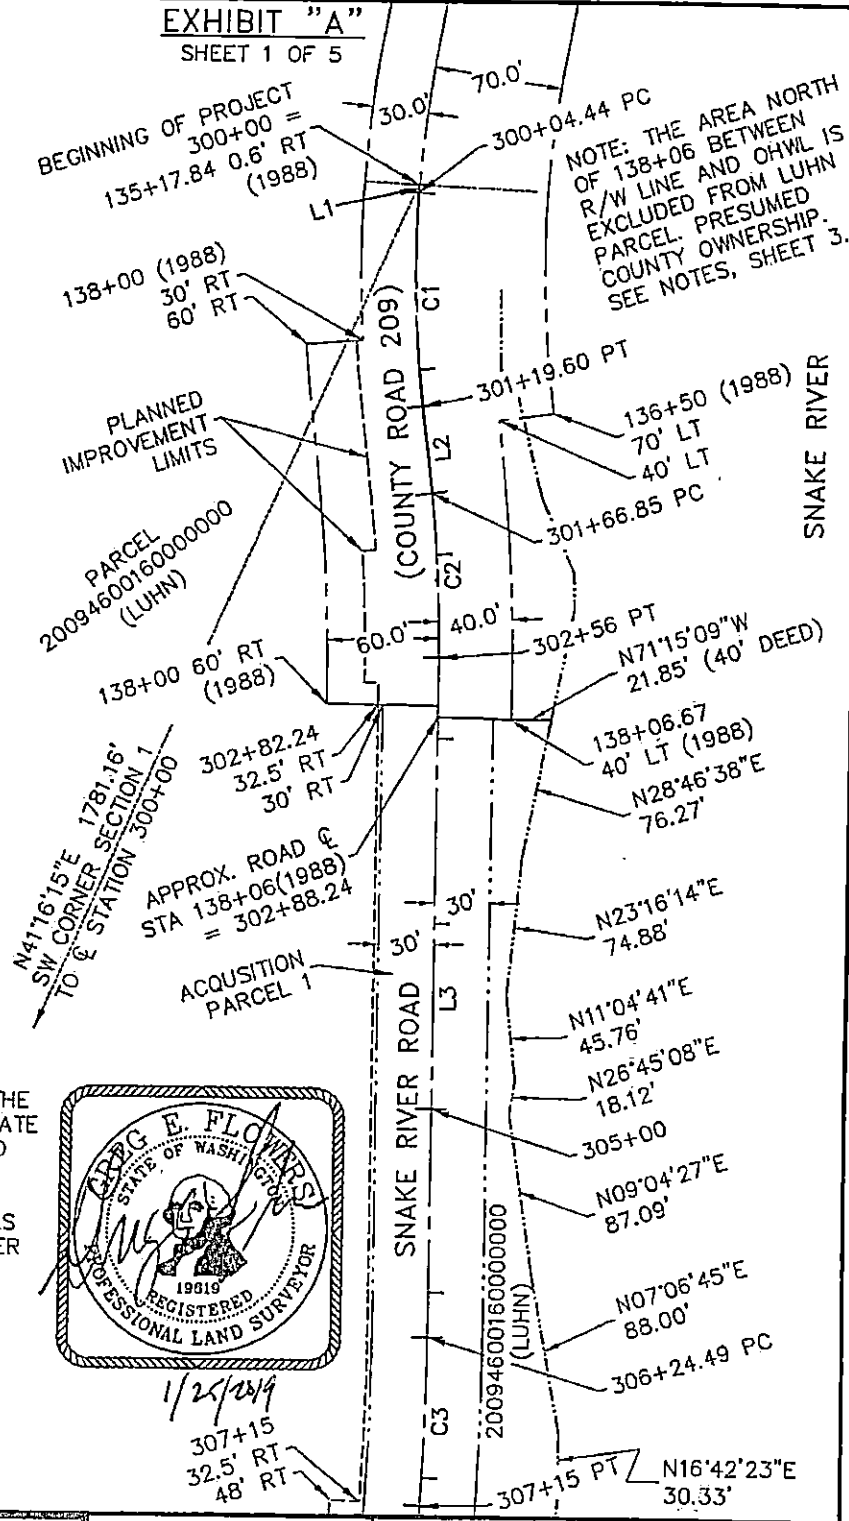 EXHIBIT "A"
SHEET 1 OF 5
70.0'
30.0'
BEGINNING OF PROJECT
300+00 =
135+17.84 0.6' RT
(1988)
300+04.44 PC
NOTE: THE AREA NORTH
OF 138+06 BETWEEN
R/W LINE AND OHWL IS
EXCLUDED FROM LUHN
PARCEL. PRESUMED
COUNTY OWNERSHIP.
SEE NOTES, SHEET 3.
L1
138+00 (1988)
30' RT
60' RT
C1
(COUNTY ROAD 209)
301+19.60 PT
136+50 (1988)
70' LT
40' LT
SNAKE RIVER
PLANNED
IMPROVEMENT
LIMITS
L2
301+66.85 PC
PARCEL
20094600160000000
(LUHN)
C2
60.0'
40.0'
302+56 PT
N71°15'09"W
21.85' (40' DEED)
138+00 60' RT
(1988)
302+82.24
32.5' RT
30' RT
138+06.67
40' LT (1988)
N28°46'38"E
76.27'
N41°16'15"E 1781.16'
SW CORNER SECTION 1
TO ℄ STATION 300+00
APPROX. ROAD ℄
STA 138+06(1988)
= 302+88.24
30'
30'
N23°16'14"E
74.88'
ACQUSITION
PARCEL 1
L3
SNAKE RIVER ROAD
N11°04'41"E
45.76'
N26°45'08"E
18.12'
305+00
N09°04'27"E
87.09'
HE
ATE
S
ER
GREG E. FLOWERS
STATE OF WASHINGTON
19619
REGISTERED
PROFESSIONAL LAND SURVEYOR
1/25/2019
20094600160000000
(LUHN)
N07°06'45"E
88.00'
306+24.49 PC
C3
307+15
32.5' RT
48' RT
307+15 PT
N16°42'23"E
30.33'